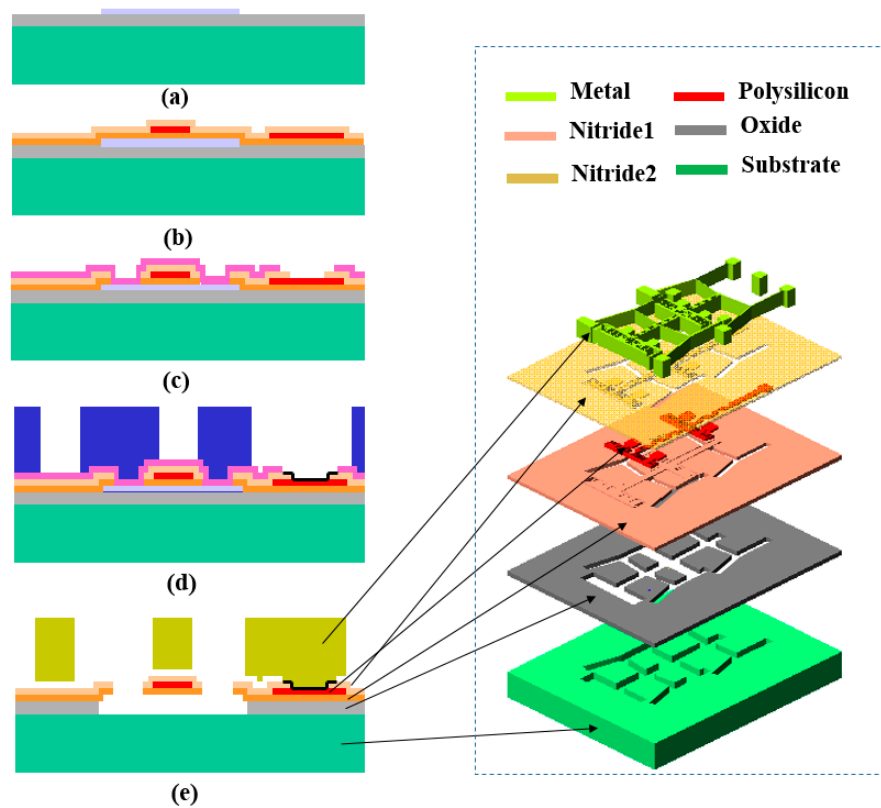 (a)
(b)
(c)
(d)
(e)
Metal Polysilicon
Nitride1 Oxide
Nitride2 Substrate